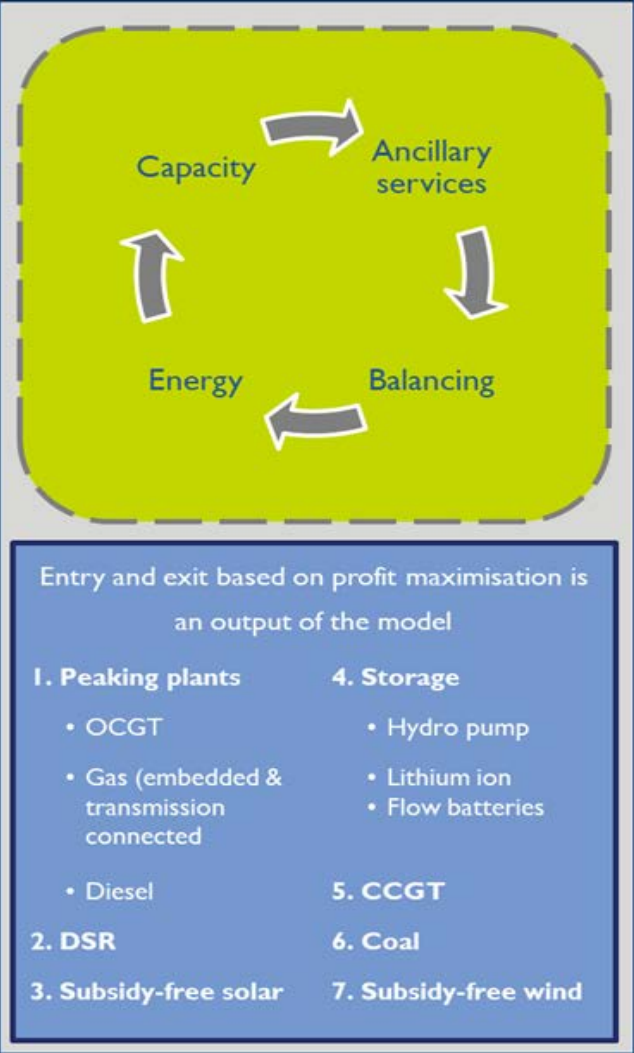 Capacity
Ancillary
services
Energy
Balancing
Entry and exit based on profit maximisation is
an output of the model
1. Peaking plants
• OCGT
• Gas (embedded &
transmission
connected
• Diesel
2. DSR
3. Subsidy-free solar
4. Storage
• Hydro pump
• Lithium ion
• Flow batteries
5. CCGT
6. Coal
7. Subsidy-free wind